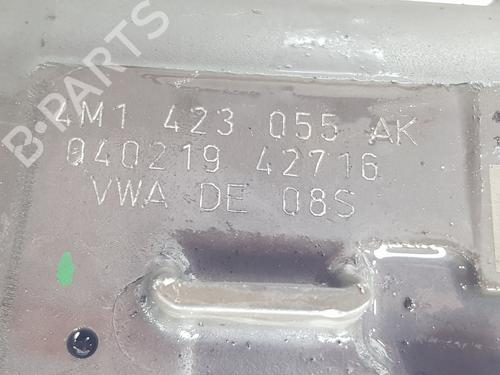 B-PARTS
4M1 423 055 AK
040219 42716
VWA DE 08S